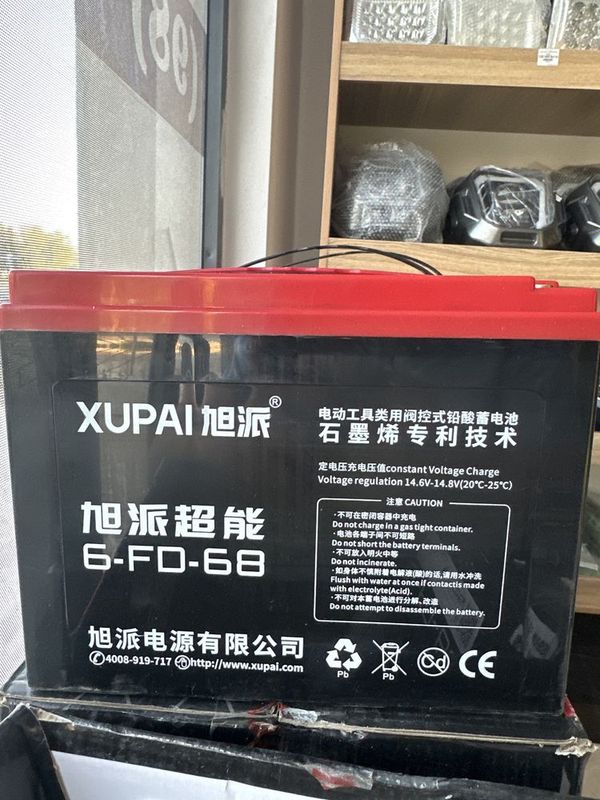 (98)
XUPAI 旭派®
电动工具类用阀控式铅酸蓄电池
石墨烯专利技术
定电压充电压值constant Voltage Charge
Voltage regulation 14.6V-14.8V(20℃-25℃)
注意 CAUTION
·不可在密闭容器中充电
Do not charge in a gas tight container.
·电池各端子间不可短路
Do not short the battery terminals.
·不可放入明火中等
Do not incinerate.
·如身体不慎附着电解液(酸)的话,请用水冲洗
Flush with water at once if contactis made
with electrolyte(Acid).
·不可对本蓄电池进行分解、改造
Do not attempt to disassemble the battery.
旭派超能
6-FD-68
旭派电源有限公司
4008-919-717 http://www.xupai.com
Pb Pb Cd CE